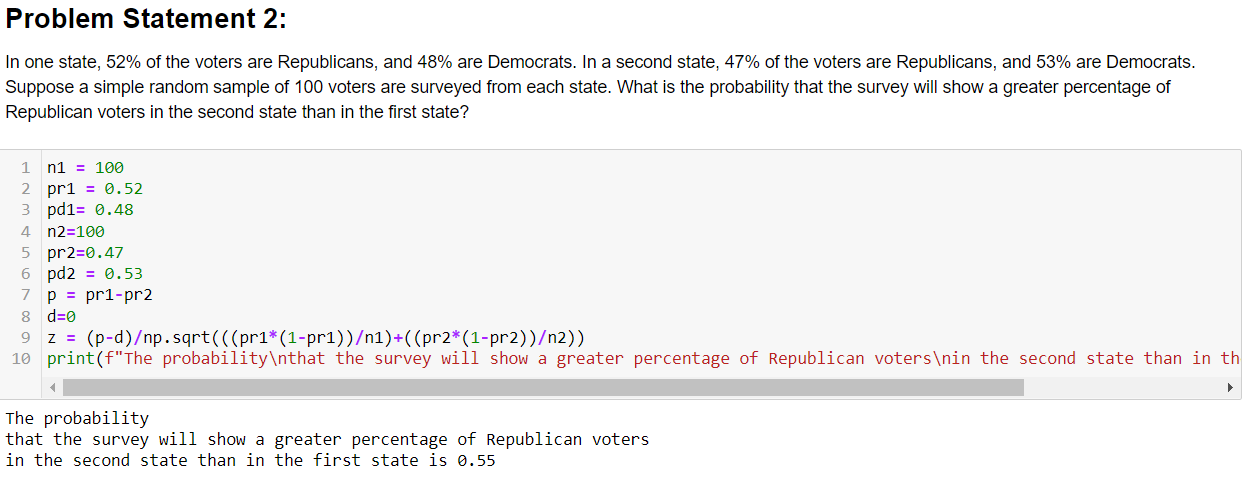 Problem Statement 2:
In one state, 52% of the voters are Republicans, and 48% are Democrats. In a second state, 47% of the voters are Republicans, and 53% are Democrats.
Suppose a simple random sample of 100 voters are surveyed from each state. What is the probability that the survey will show a greater percentage of
Republican voters in the second state than in the first state?
1 n1 = 100
2 pr1 = 0.52
3 pd1= 0.48
4 n2=100
5 pr2=0.47
6 pd2 = 0.53
7 p = pr1-pr2
8 d=0
9 z = (p-d)/np.sqrt(((pr1*(1-pr1))/n1)+((pr2*(1-pr2))/n2))
10 print(f"The probability\nthat the survey will show a greater percentage of Republican voters\nin the second state than in th
The probability
that the survey will show a greater percentage of Republican voters
in the second state than in the first state is 0.55